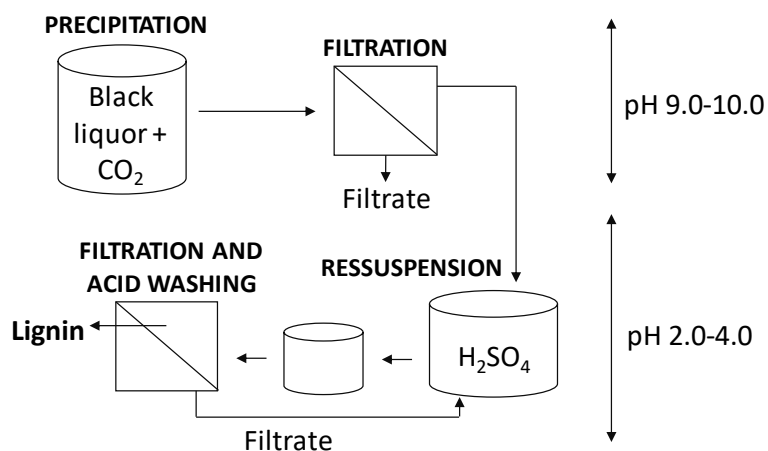 PRECIPITATION
Black
liquor +
CO₂
FILTRATION
Filtrate
pH 9.0-10.0
FILTRATION AND
ACID WASHING
Lignin
RESSUSPENSION
H₂SO₄
Filtrate
pH 2.0-4.0